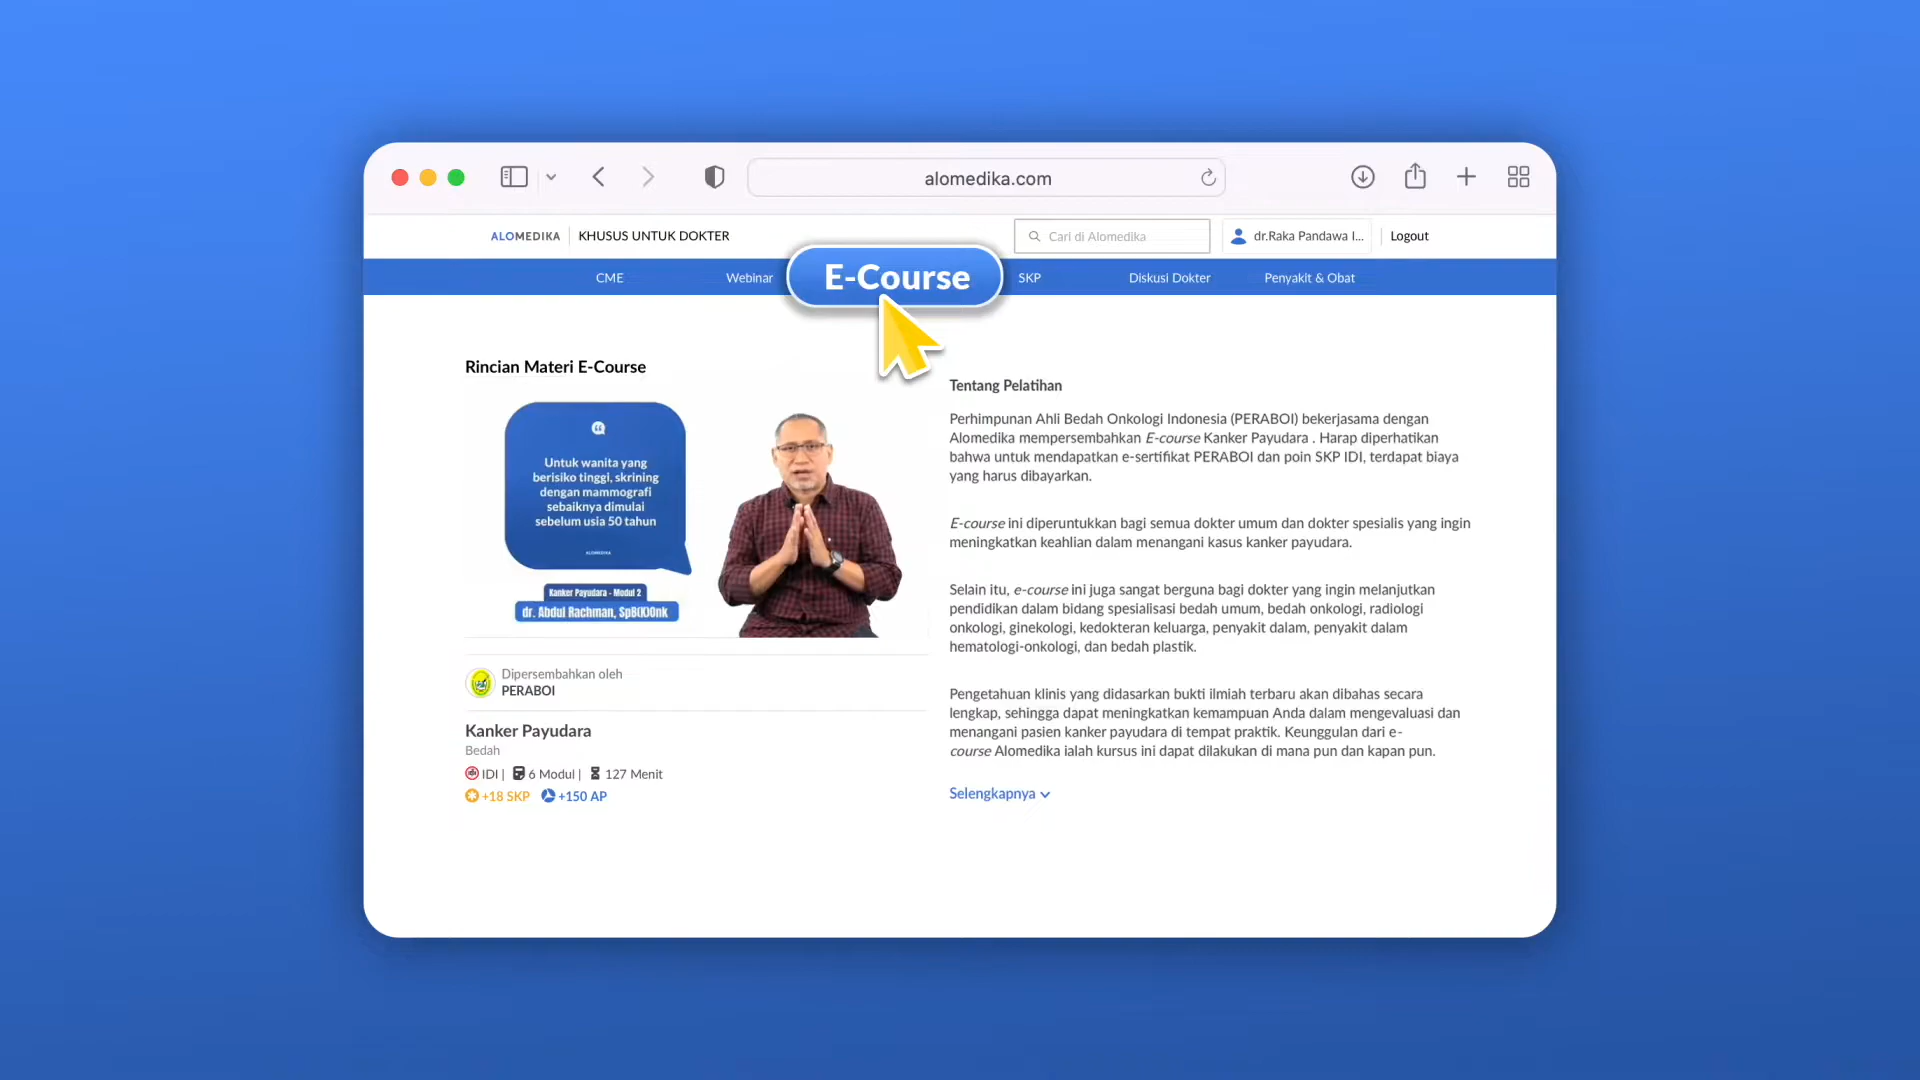 alomedika.com
ALOMEDIKA KHUSUS UNTUK DOKTER
Cari di Alomedika
dr.Raka Pandawa I...
Logout
CME
Webinar
E-Course
SKP
Diskusi Dokter
Penyakit & Obat
Rincian Materi E-Course
Untuk wanita yang
berisiko tinggi, skrining
dengan mammografi
sebaiknya dimulai
sebelum usia 50 tahun
ALOMEDIKA
Kanker Payudara - Modul 2
dr. Abdul Rachman, SpB(K)Onk
Dipersembahkan oleh
PERABOI
Kanker Payudara
Bedah
IDI | 6 Modul | 127 Menit
+18 SKP +150 AP
Tentang Pelatihan
Perhimpunan Ahli Bedah Onkologi Indonesia (PERABOI) bekerjasama dengan
Alomedika mempersembahkan E-course Kanker Payudara . Harap diperhatikan
bahwa untuk mendapatkan e-sertifikat PERABOI dan poin SKP IDI, terdapat biaya
yang harus dibayarkan.
E-course ini diperuntukkan bagi semua dokter umum dan dokter spesialis yang ingin
meningkatkan keahlian dalam menangani kasus kanker payudara.
Selain itu, e-course ini juga sangat berguna bagi dokter yang ingin melanjutkan
pendidikan dalam bidang spesialisasi bedah umum, bedah onkologi, radiologi
onkologi, ginekologi, kedokteran keluarga, penyakit dalam, penyakit dalam
hematologi-onkologi, dan bedah plastik.
Pengetahuan klinis yang didasarkan bukti ilmiah terbaru akan dibahas secara
lengkap, sehingga dapat meningkatkan kemampuan Anda dalam mengevaluasi dan
menangani pasien kanker payudara di tempat praktik. Keunggulan dari e-
course Alomedika ialah kursus ini dapat dilakukan di mana pun dan kapan pun.
Selengkapnya